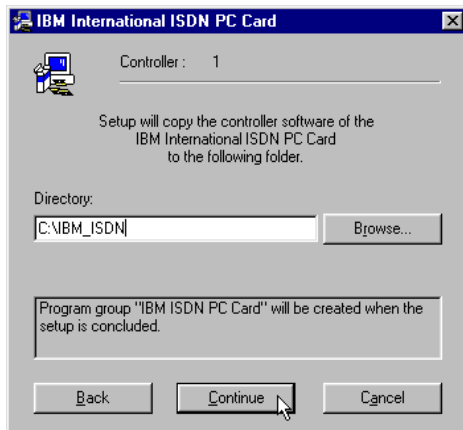 IBM International ISDN PC Card
Controller : 1
Setup will copy the controller software of the
IBM International ISDN PC Card
to the following folder.
Directory:
C:\IBM_ISDN
Browse...
Program group "IBM ISDN PC Card" will be created when the
setup is concluded.
Back
Continue
Cancel